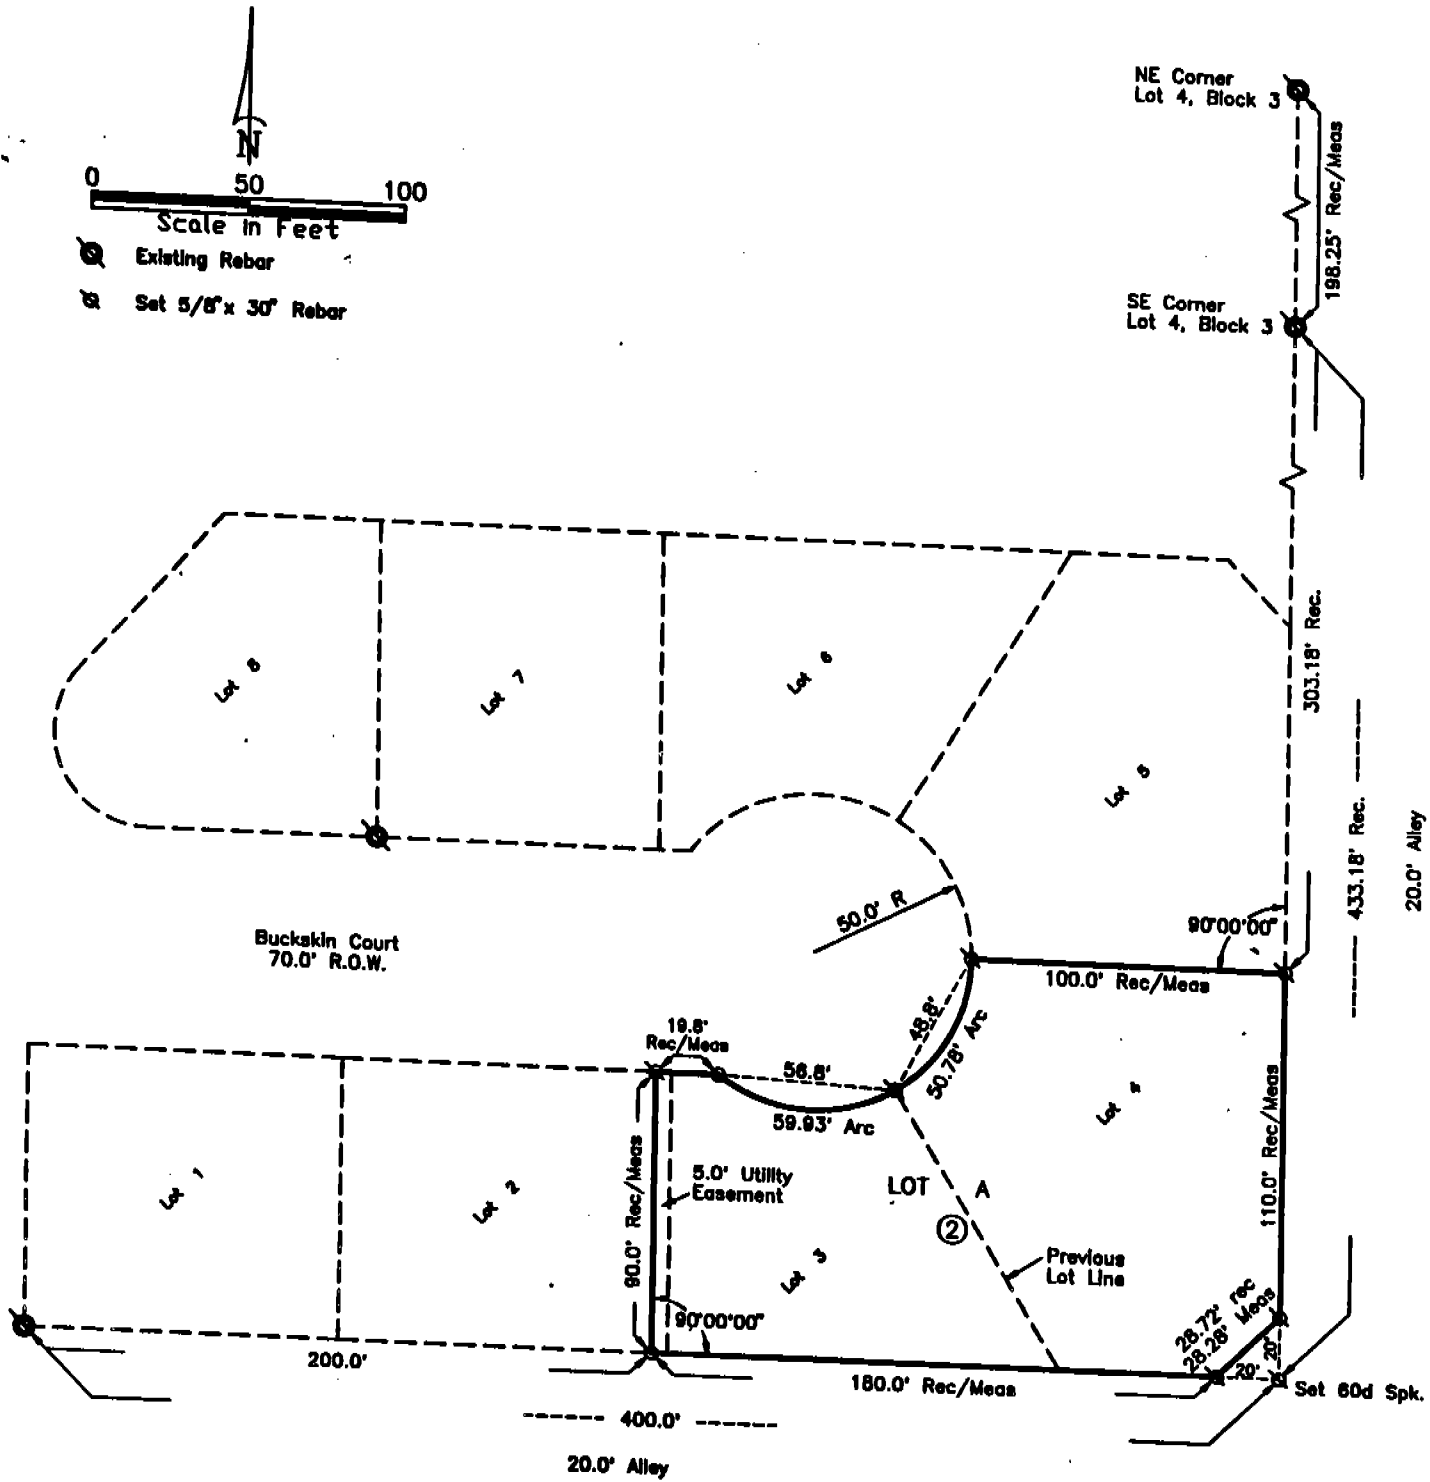 NE Corner
Lot 4, Block 3
198.25' Rec/Meas
N
0 50 100
Scale in Feet
Existing Rebar
Set 5/8"x 30" Rebar
SE Corner
Lot 4, Block 3
303.18' Rec.
433.18' Rec.
20.0' Alley
Lot 8
Lot 7
Lot 6
Lot 5
50.0' R
Buckskin Court
70.0' R.O.W.
90°00'00"
100.0' Rec/Meas
19.8'
Rec/Meas
56.8'
59.93' Arc
48.8'
50.78' Arc
Lot 1
Lot 2
90.0' Rec/Meas
5.0' Utility
Easement
Lot 3
90°00'00"
LOT A
2
Lot
Previous
Lot Line
110.0' Rec/Meas
28.72' rec
28.28' Meas
20'
20'
Set 60d Spk.
200.0'
180.0' Rec/Meas
400.0'
20.0' Alley